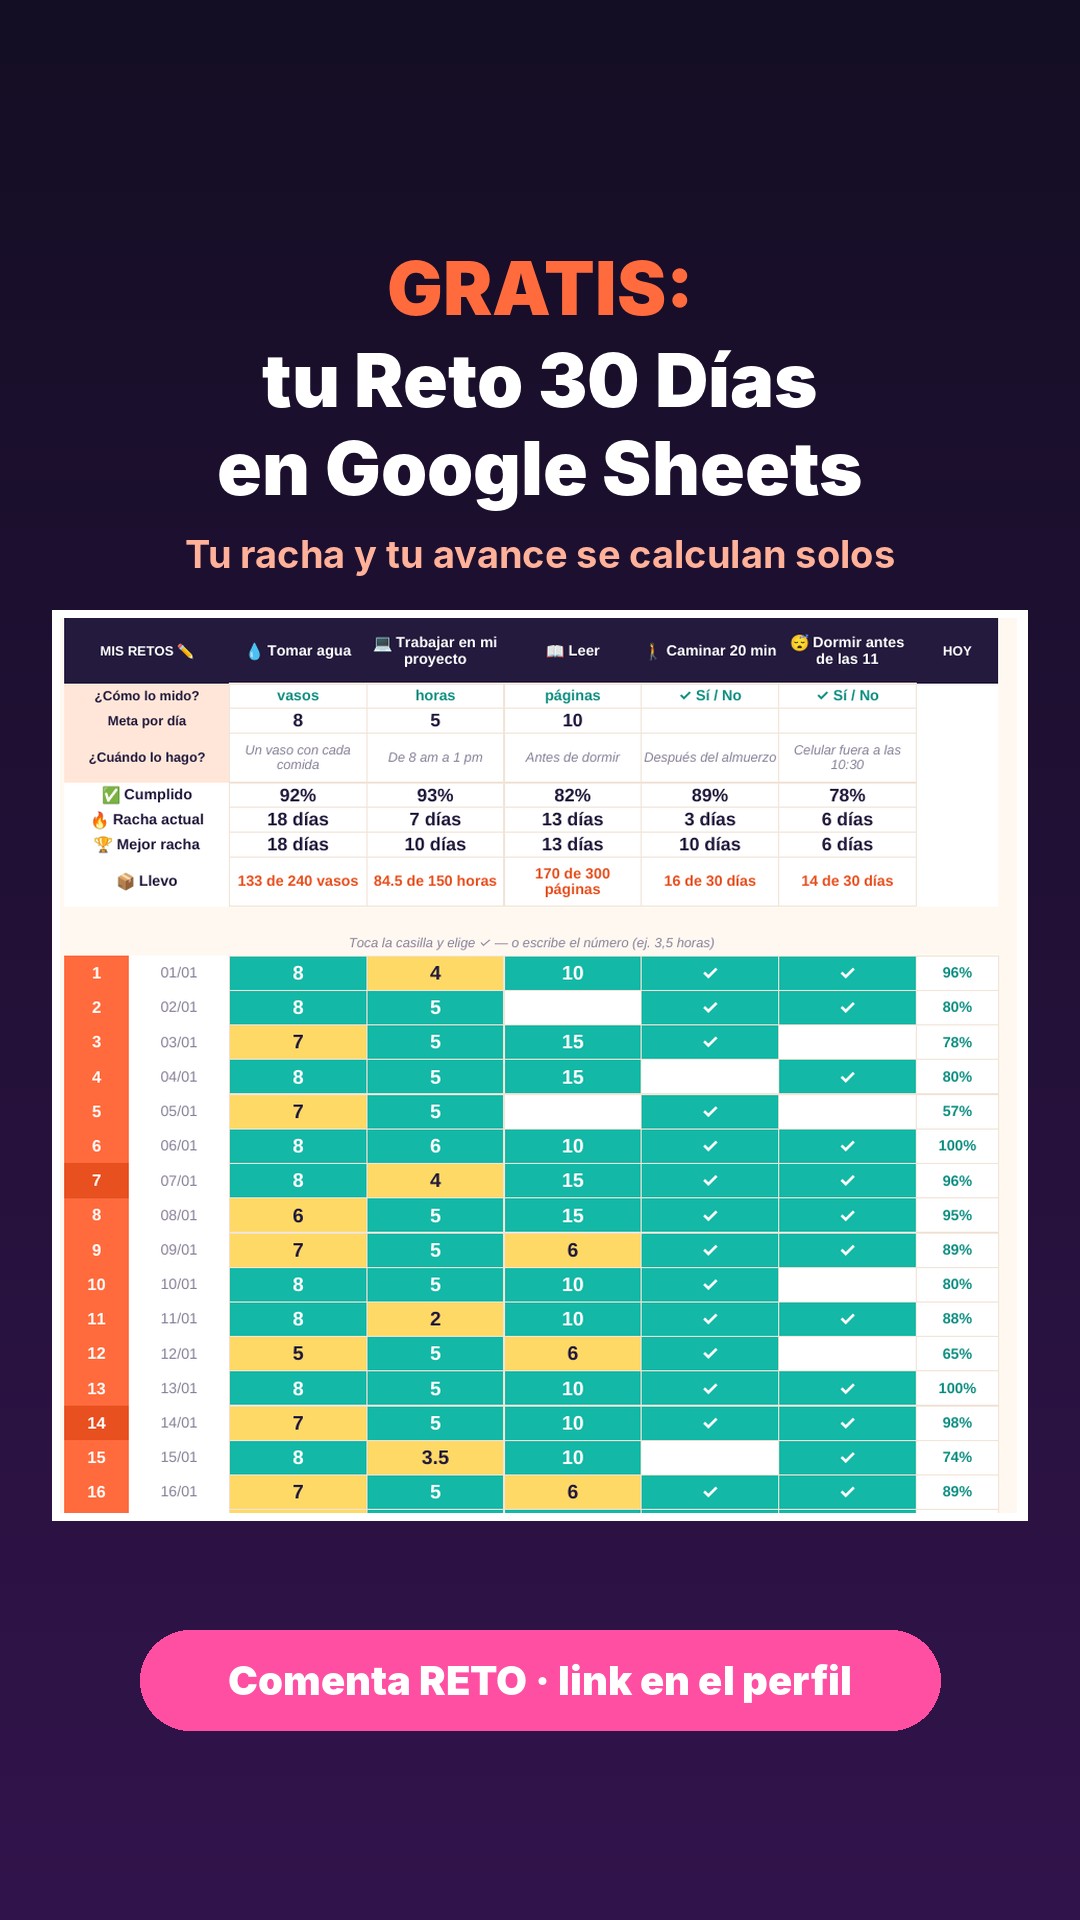 GRATIS:
tu Reto 30 Días
en Google Sheets
Tu racha y tu avance se calculan solos
MIS RETOS ✏️ 💧 Tomar agua 💻 Trabajar en mi proyecto 📖 Leer 🚶 Caminar 20 min 😴 Dormir antes de las 11 HOY
¿Cómo lo mido? vasos horas páginas ✓ Sí / No ✓ Sí / No
Meta por día 8 5 10
¿Cuándo lo hago? Un vaso con cada comida De 8 am a 1 pm Antes de dormir Después del almuerzo Celular fuera a las 10:30
✅ Cumplido 92% 93% 82% 89% 78%
🔥 Racha actual 18 días 7 días 13 días 3 días 6 días
🏆 Mejor racha 18 días 10 días 13 días 10 días 6 días
📦 Llevo 133 de 240 vasos 84.5 de 150 horas 170 de 300 páginas 16 de 30 días 14 de 30 días
Toca la casilla y elige ✓ — o escribe el número (ej. 3,5 horas)
1 01/01 8 4 10 ✓ ✓ 96%
2 02/01 8 5 ✓ ✓ 80%
3 03/01 7 5 15 ✓ 78%
4 04/01 8 5 15 ✓ 80%
5 05/01 7 5 ✓ 57%
6 06/01 8 6 10 ✓ ✓ 100%
7 07/01 8 4 15 ✓ ✓ 96%
8 08/01 6 5 15 ✓ ✓ 95%
9 09/01 7 5 6 ✓ ✓ 89%
10 10/01 8 5 10 ✓ 80%
11 11/01 8 2 10 ✓ ✓ 88%
12 12/01 5 5 6 ✓ 65%
13 13/01 8 5 10 ✓ ✓ 100%
14 14/01 7 5 10 ✓ ✓ 98%
15 15/01 8 3.5 10 ✓ 74%
16 16/01 7 5 6 ✓ ✓ 89%
Comenta RETO · link en el perfil